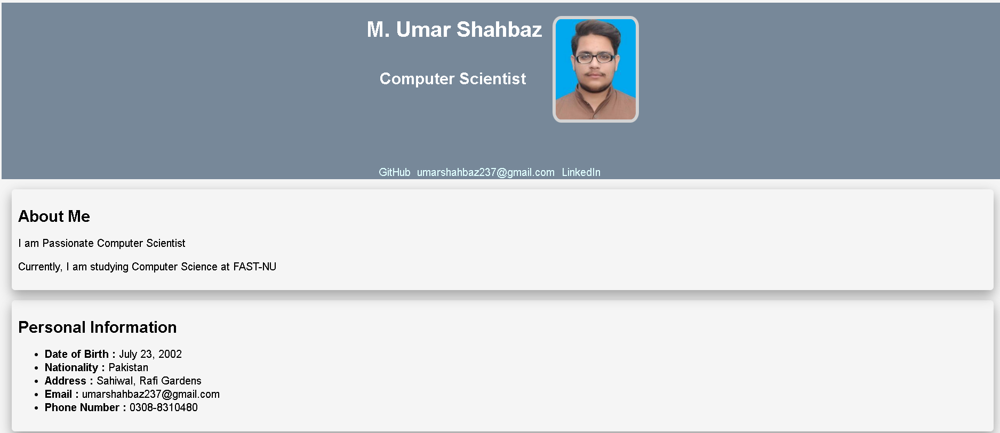 M. Umar Shahbaz
Computer Scientist
GitHub umarshahbaz237@gmail.com LinkedIn
About Me
I am Passionate Computer Scientist
Currently, I am studying Computer Science at FAST-NU
Personal Information
• Date of Birth : July 23, 2002
• Nationality : Pakistan
• Address : Sahiwal, Rafi Gardens
• Email : umarshahbaz237@gmail.com
• Phone Number : 0308-8310480